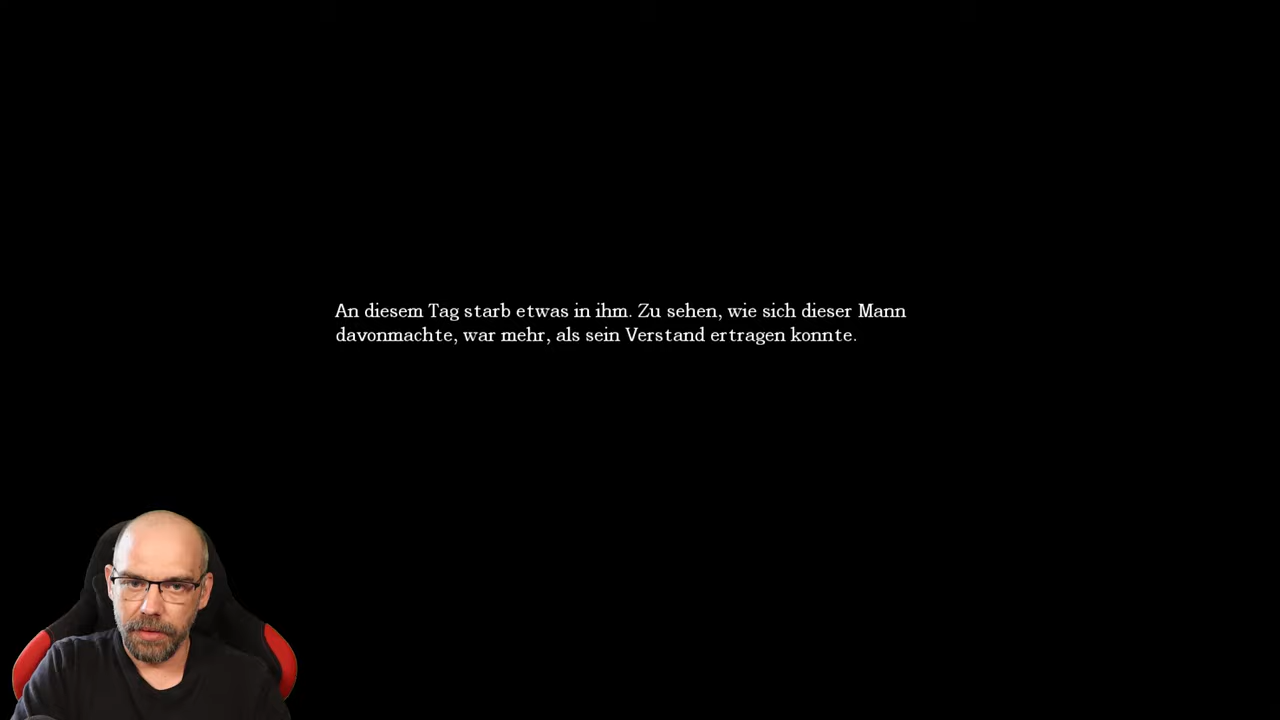 An diesem Tag starb etwas in ihm. Zu sehen, wie sich dieser Mann
davonmachte, war mehr, als sein Verstand ertragen konnte.